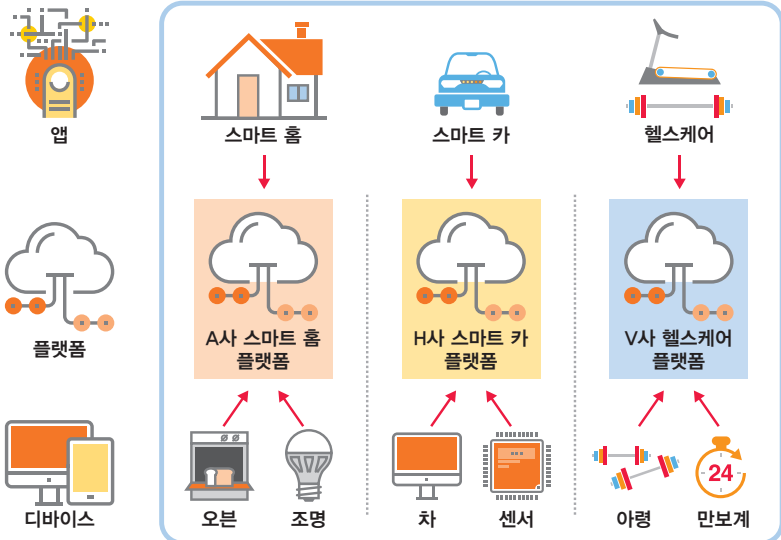 앱
스마트 홈
스마트 카
헬스케어
플랫폼
A사 스마트 홈
플랫폼
H사 스마트 카
플랫폼
V사 헬스케어
플랫폼
24
디바이스
오븐
조명
차
센서
아령
만보계